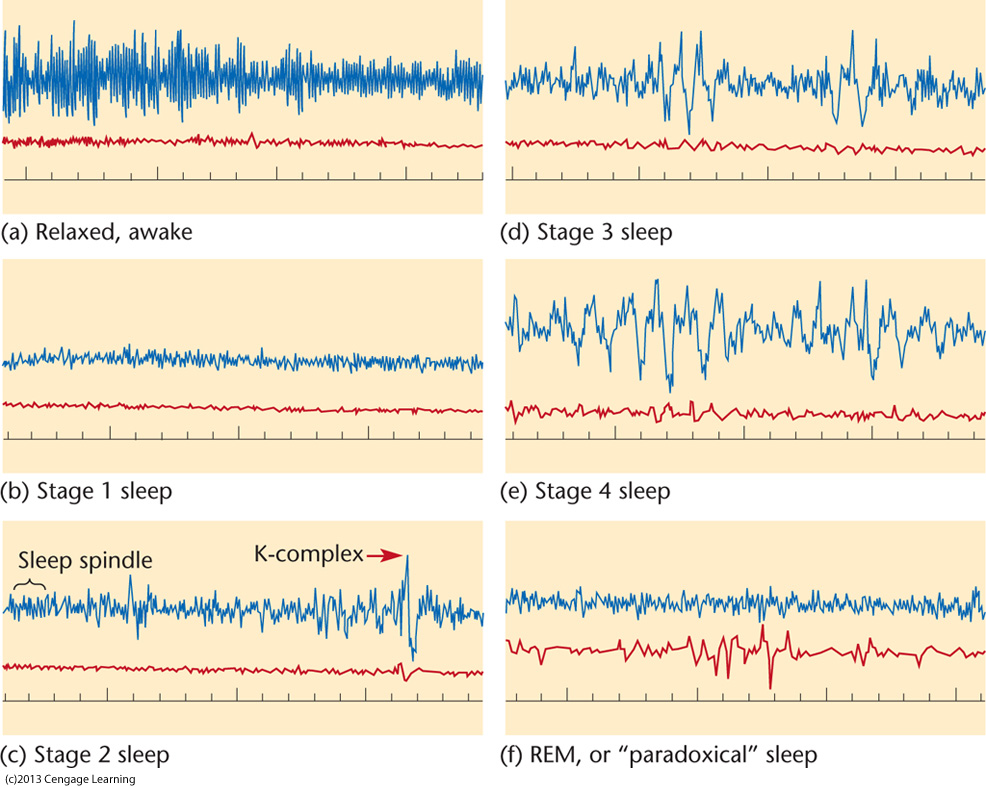 (a) Relaxed, awake
(b) Stage 1 sleep
Sleep spindle
K-complex
(c) Stage 2 sleep
(c)2013 Cengage Learning
(d) Stage 3 sleep
(e) Stage 4 sleep
(f) REM, or “paradoxical” sleep